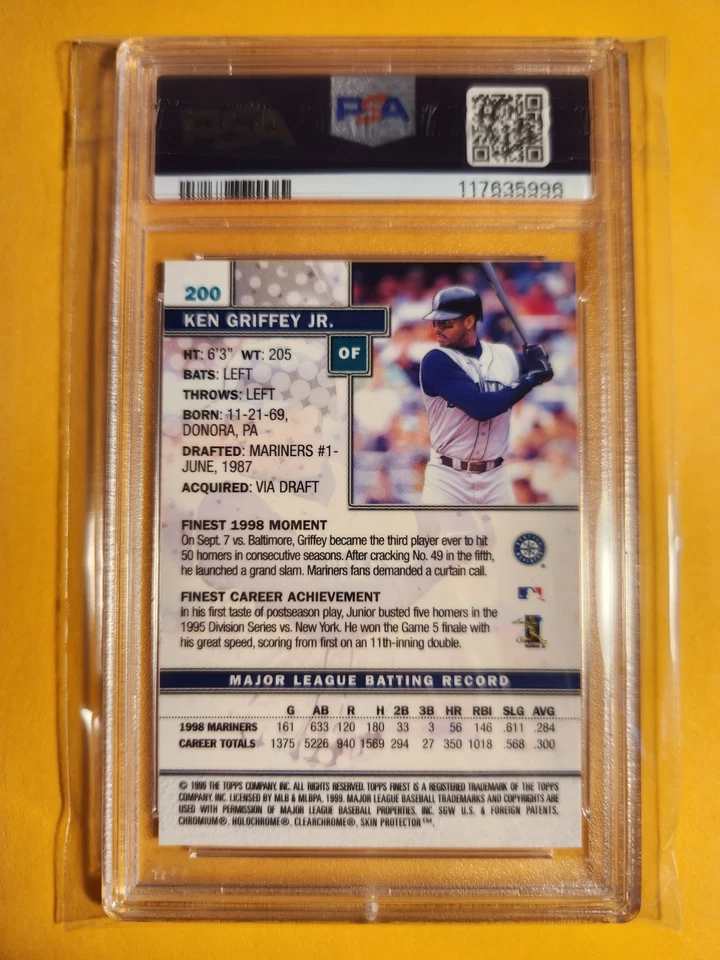 PSA
PSA
117635996
200
KEN GRIFFEY JR.
OF
HT: 6'3" WT: 205
BATS: LEFT
THROWS: LEFT
BORN: 11-21-69,
DONORA, PA
DRAFTED: MARINERS #1-
JUNE, 1987
ACQUIRED: VIA DRAFT
FINEST 1998 MOMENT
On Sept. 7 vs. Baltimore, Griffey became the third player ever to hit
50 homers in consecutive seasons. After cracking No. 49 in the fifth,
he launched a grand slam. Mariners fans demanded a curtain call.
FINEST CAREER ACHIEVEMENT
In his first taste of postseason play, Junior busted five homers in the
1995 Division Series vs. New York. He won the Game 5 finale with
his great speed, scoring from first on an 11th-inning double.
MAJOR LEAGUE BATTING RECORD
G AB R H 2B 3B HR RBI SLG AVG
1998 MARINERS 161 633 120 180 33 3 56 146 .611 .284
CAREER TOTALS 1375 5226 940 1569 294 27 350 1018 .568 .300
© 1999 THE TOPPS COMPANY, INC. ALL RIGHTS RESERVED. TOPPS FINEST IS A REGISTERED TRADEMARK OF THE TOPPS
COMPANY, INC. LICENSED BY MLB & MLBPA, 1999. MAJOR LEAGUE BASEBALL TRADEMARKS AND COPYRIGHTS ARE
USED WITH PERMISSION OF MAJOR LEAGUE BASEBALL PROPERTIES, INC. SGW U.S. & FOREIGN PATENTS,
CHROMIUM®, HOLOCHROME®, CLEARCHROME®, SKIN PROTECTOR™.